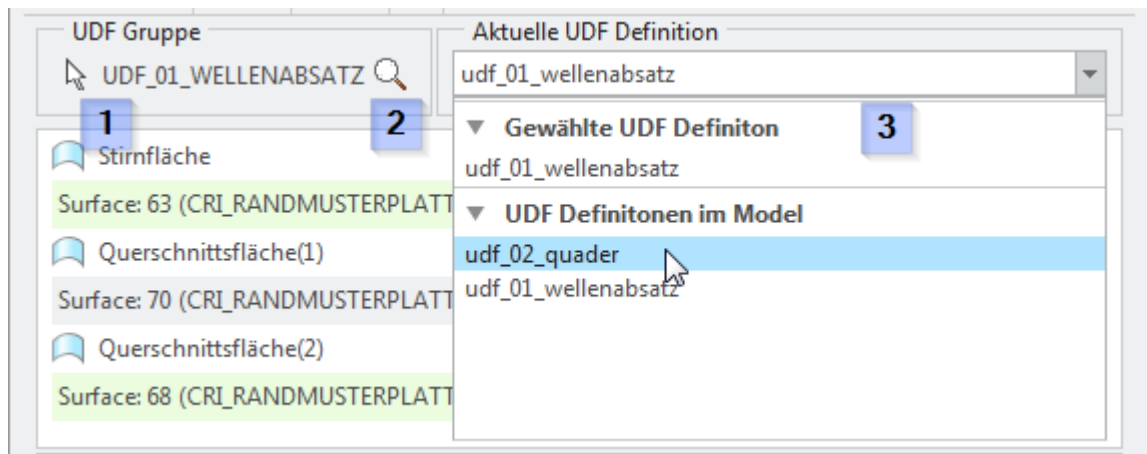 UDF Gruppe
UDF_01_WELLENABSATZ
1
2
Aktuelle UDF Definition
udf_01_wellenabsatz
Gewählte UDF Definiton
3
udf_01_wellenabsatz
UDF Definitonen im Model
udf_02_quader
udf_01_wellenabsatz
Stirnfläche
Surface: 63 (CRI_RANDMUSTERPLATT
Querschnittsfläche(1)
Surface: 70 (CRI_RANDMUSTERPLATT
Querschnittsfläche(2)
Surface: 68 (CRI_RANDMUSTERPLATT